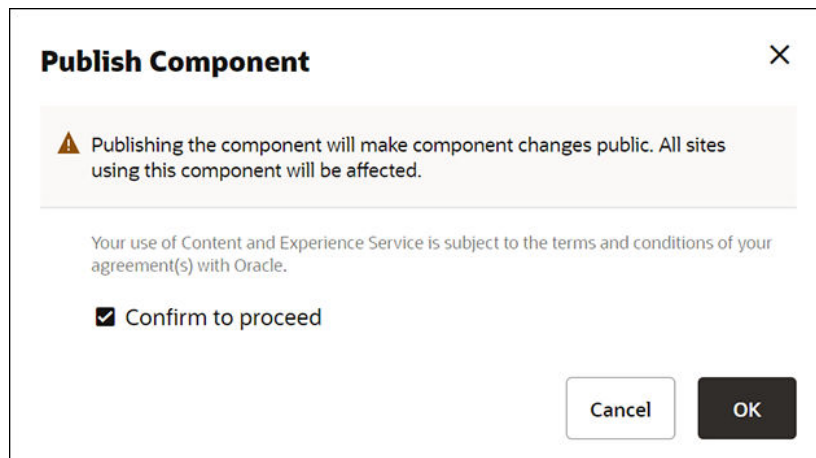 Publish Component
Publishing the component will make component changes public. All sites
using this component will be affected.
Your use of Content and Experience Service is subject to the terms and conditions of your
agreement(s) with Oracle.
Confirm to proceed
Cancel
OK